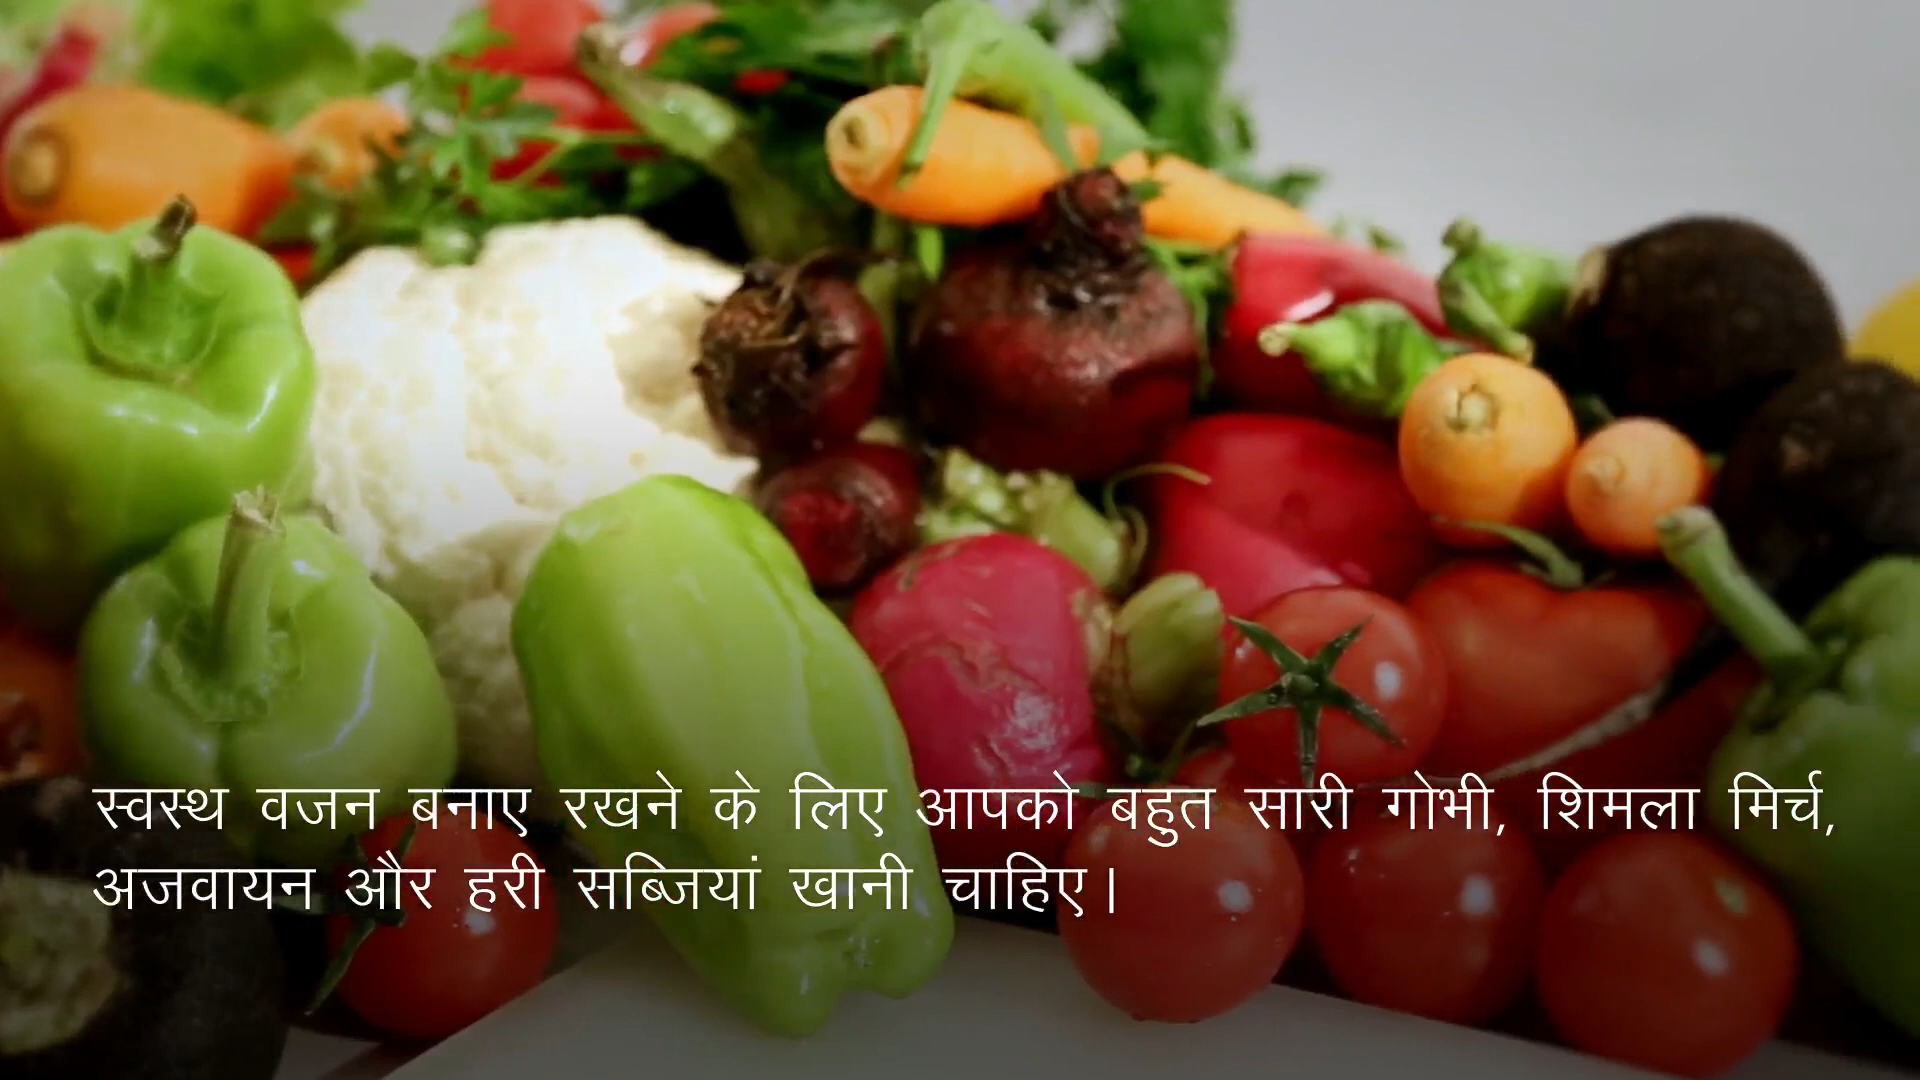 स्वस्थ वजन बनाए रखने के लिए आपको बहुत सारी गोभी, शिमला मिर्च,
अजवायन और हरी सब्जियां खानी चाहिए।